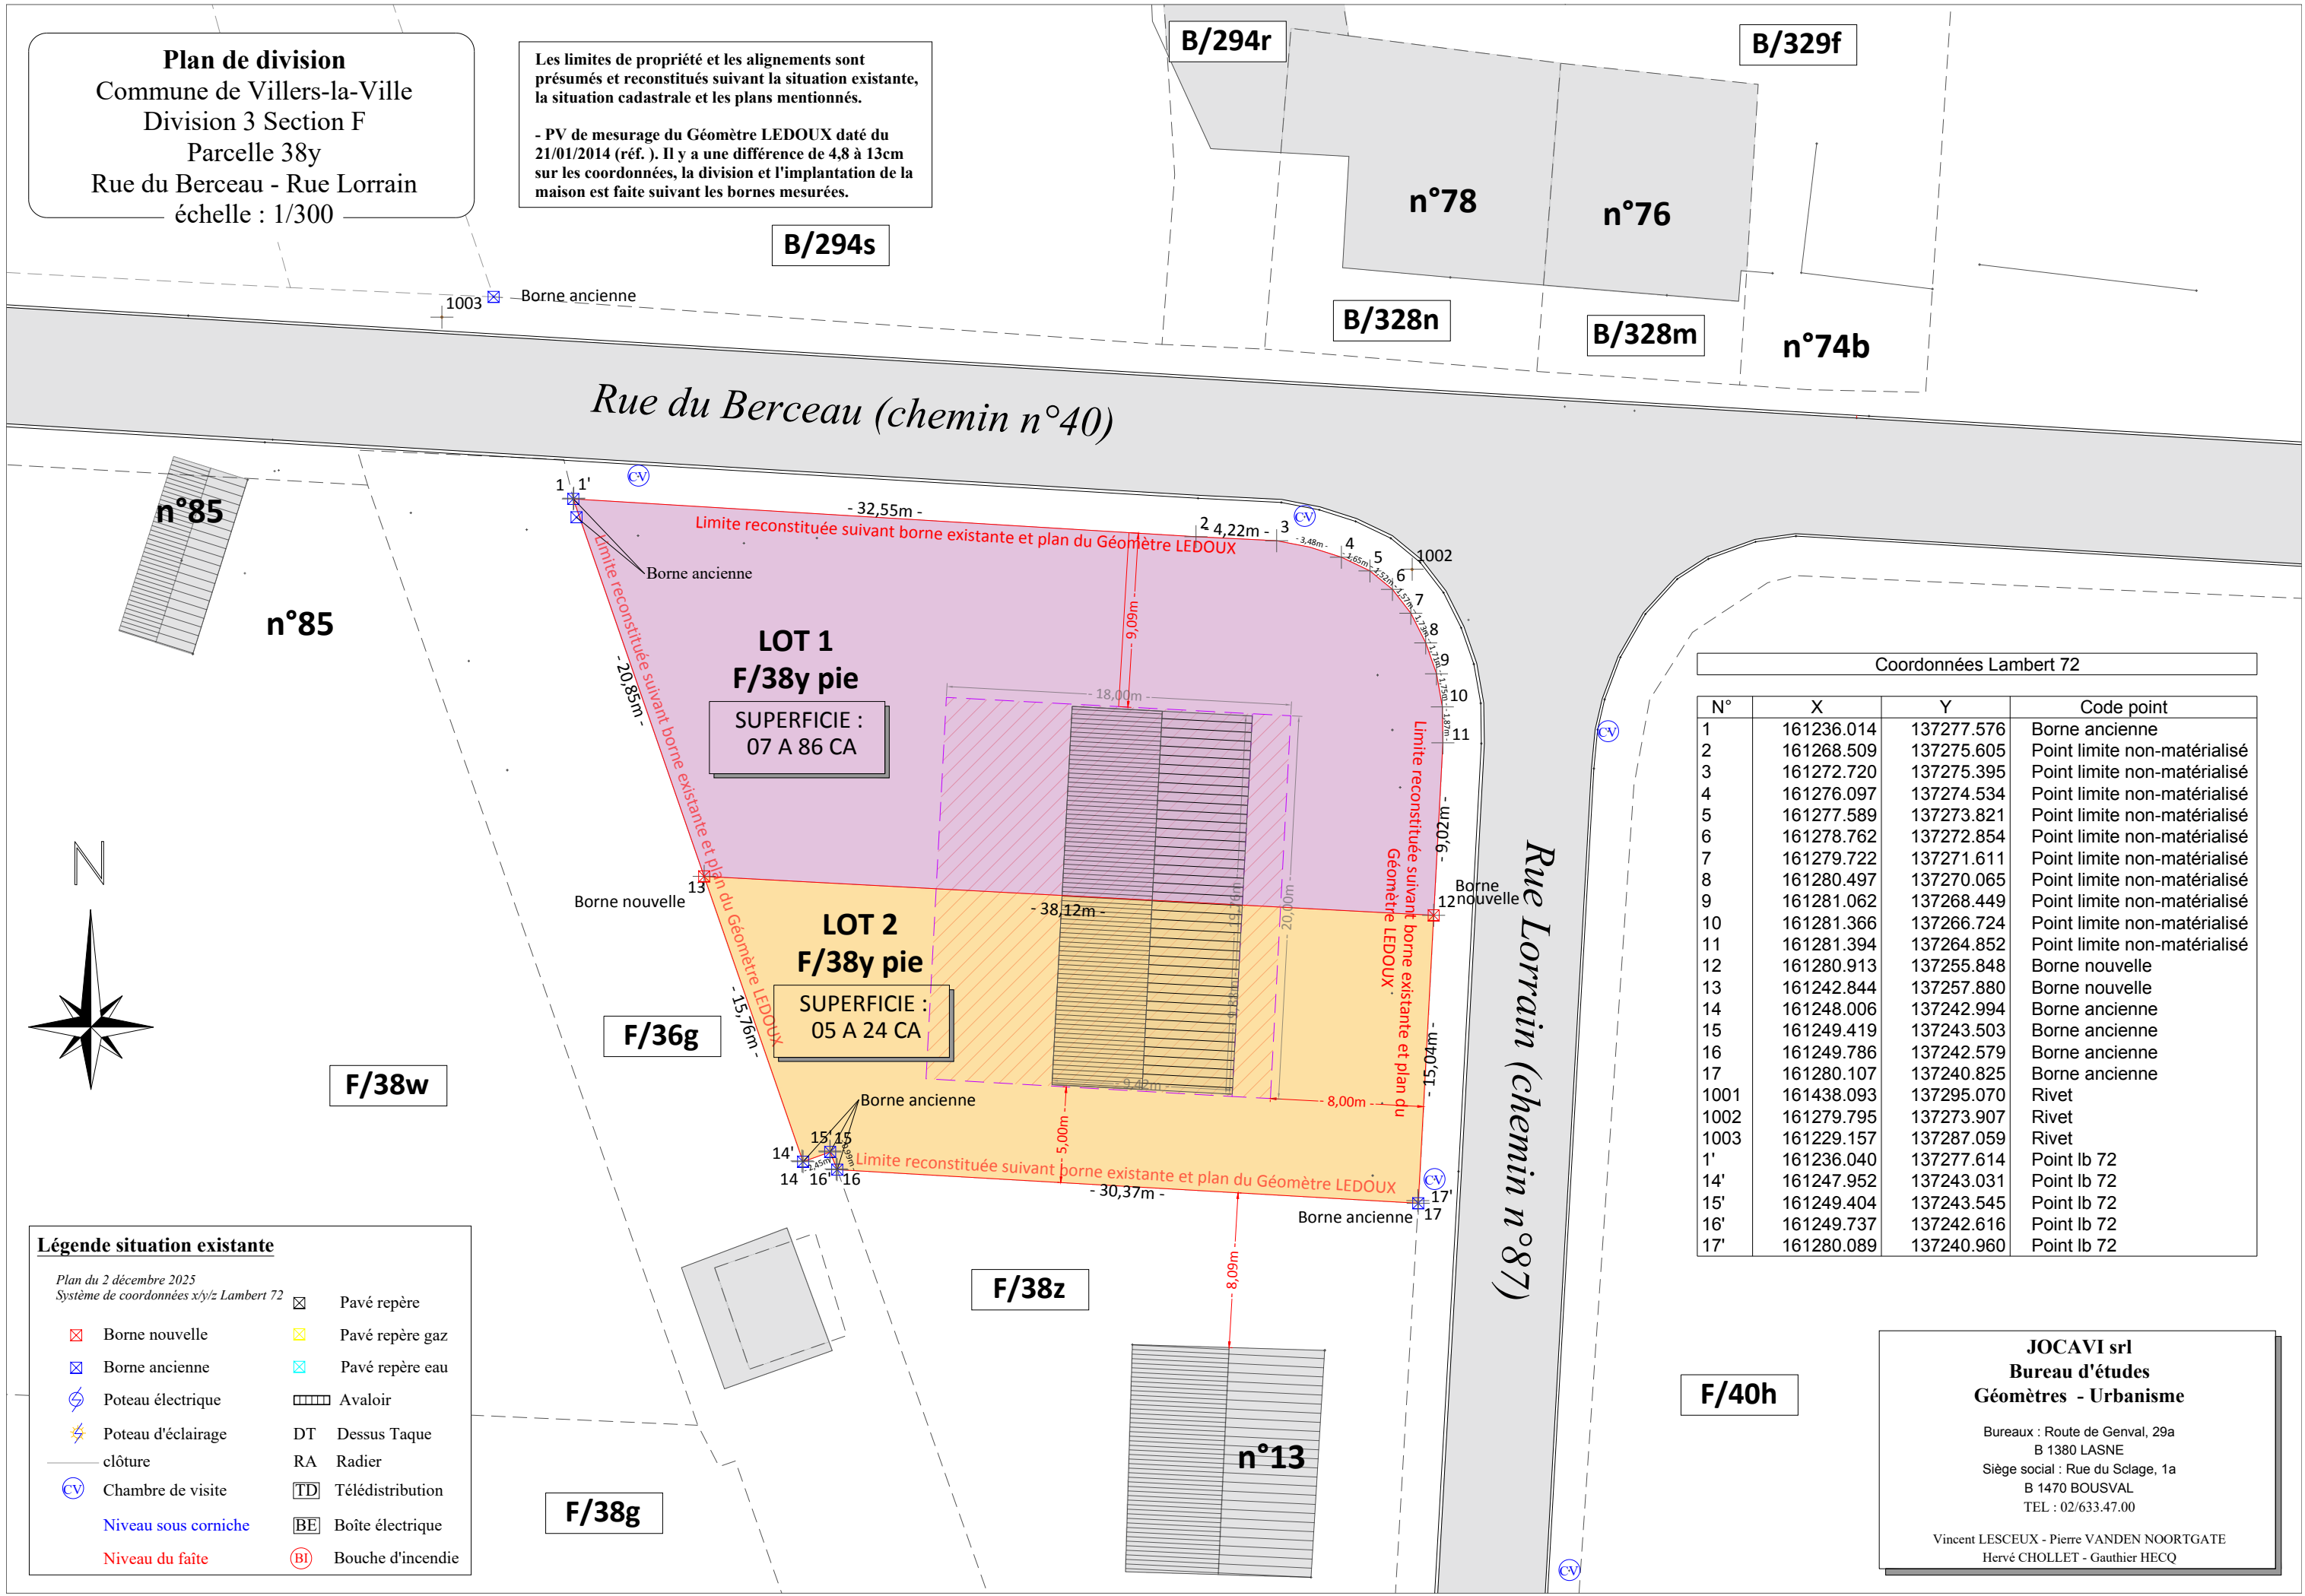 Plan de division
Commune de Villers-la-Ville
Division 3 Section F
Parcelle 38y
Rue du Berceau - Rue Lorrain
échelle : 1/300
Les limites de propriété et les alignements sont
présumés et reconstitués suivant la situation existante,
la situation cadastrale et les plans mentionnés.
- PV de mesurage du Géomètre LEDOUX daté du
21/01/2014 (réf. ). Il y a une différence de 4,8 à 13cm
sur les coordonnées, la division et l'implantation de la
maison est faite suivant les bornes mesurées.
B/294r
B/329f
n°78
n°76
B/294s
1003
Borne ancienne
B/328n
B/328m
n°74b
Rue du Berceau (chemin n°40)
n°85
n°85
CV
1 1'
- 32,55m -
Limite reconstituée suivant borne existante et plan du Géomètre LEDOUX
2
- 4,22m -
3
CV
- 3,48m -
4
- 1,65m -
5
- 1,52m -
6
1002
- 1,57m -
7
- 1,73m -
8
- 1,71m -
9
- 1,75m -
10
- 1,87m -
11
Borne ancienne
Limite reconstituée suivant borne existante et plan du Géomètre LEDOUX
- 20,85m -
- 9,09m -
LOT 1
F/38y pie
SUPERFICIE :
07 A 86 CA
- 18,00m -
Limite reconstituée suivant borne existante et plan du
Géomètre LEDOUX
- 9,02m -
CV
13
Borne nouvelle
- 38,12m -
- 20,00m -
12
Borne
nouvelle
LOT 2
F/38y pie
SUPERFICIE :
05 A 24 CA
- 15,76m -
- 9,42m -
- 8,00m -
- 15,04m -
- 5,00m -
Borne ancienne
15' 15
14'
14
16' 16
- 0,99m -
Limite reconstituée suivant borne existante et plan du Géomètre LEDOUX
- 30,37m -
CV
17'
17
Borne ancienne
- 8,09m -
Rue Lorrain (chemin n°87)
F/36g
F/38w
F/38z
F/38g
F/40h
n°13
CV
N
Coordonnées Lambert 72
N° X Y Code point
1 161236.014 137277.576 Borne ancienne
2 161268.509 137275.605 Point limite non-matérialisé
3 161272.720 137275.395 Point limite non-matérialisé
4 161276.097 137274.534 Point limite non-matérialisé
5 161277.589 137273.821 Point limite non-matérialisé
6 161278.762 137272.854 Point limite non-matérialisé
7 161279.722 137271.611 Point limite non-matérialisé
8 161280.497 137270.065 Point limite non-matérialisé
9 161281.062 137268.449 Point limite non-matérialisé
10 161281.366 137266.724 Point limite non-matérialisé
11 161281.394 137264.852 Point limite non-matérialisé
12 161280.913 137255.848 Borne nouvelle
13 161242.844 137257.880 Borne nouvelle
14 161248.006 137242.994 Borne ancienne
15 161249.419 137243.503 Borne ancienne
16 161249.786 137242.579 Borne ancienne
17 161280.107 137240.825 Borne ancienne
1001 161438.093 137295.070 Rivet
1002 161279.795 137273.907 Rivet
1003 161229.157 137287.059 Rivet
1' 161236.040 137277.614 Point lb 72
14' 161247.952 137243.031 Point lb 72
15' 161249.404 137243.545 Point lb 72
16' 161249.737 137242.616 Point lb 72
17' 161280.089 137240.960 Point lb 72
Légende situation existante
Plan du 2 décembre 2025
Système de coordonnées x/y/z Lambert 72
Pavé repère
Borne nouvelle
Pavé repère gaz
Borne ancienne
Pavé repère eau
Poteau électrique
Avaloir
Poteau d'éclairage
DT Dessus Taque
clôture
RA Radier
CV Chambre de visite
TD Télédistribution
Niveau sous corniche
BE Boîte électrique
Niveau du faîte
BI Bouche d'incendie
JOCAVI srl
Bureau d'études
Géomètres - Urbanisme
Bureaux : Route de Genval, 29a
B 1380 LASNE
Siège social : Rue du Sclage, 1a
B 1470 BOUSVAL
TEL : 02/633.47.00
Vincent LESCEUX - Pierre VANDEN NOORTGATE
Hervé CHOLLET - Gauthier HECQ